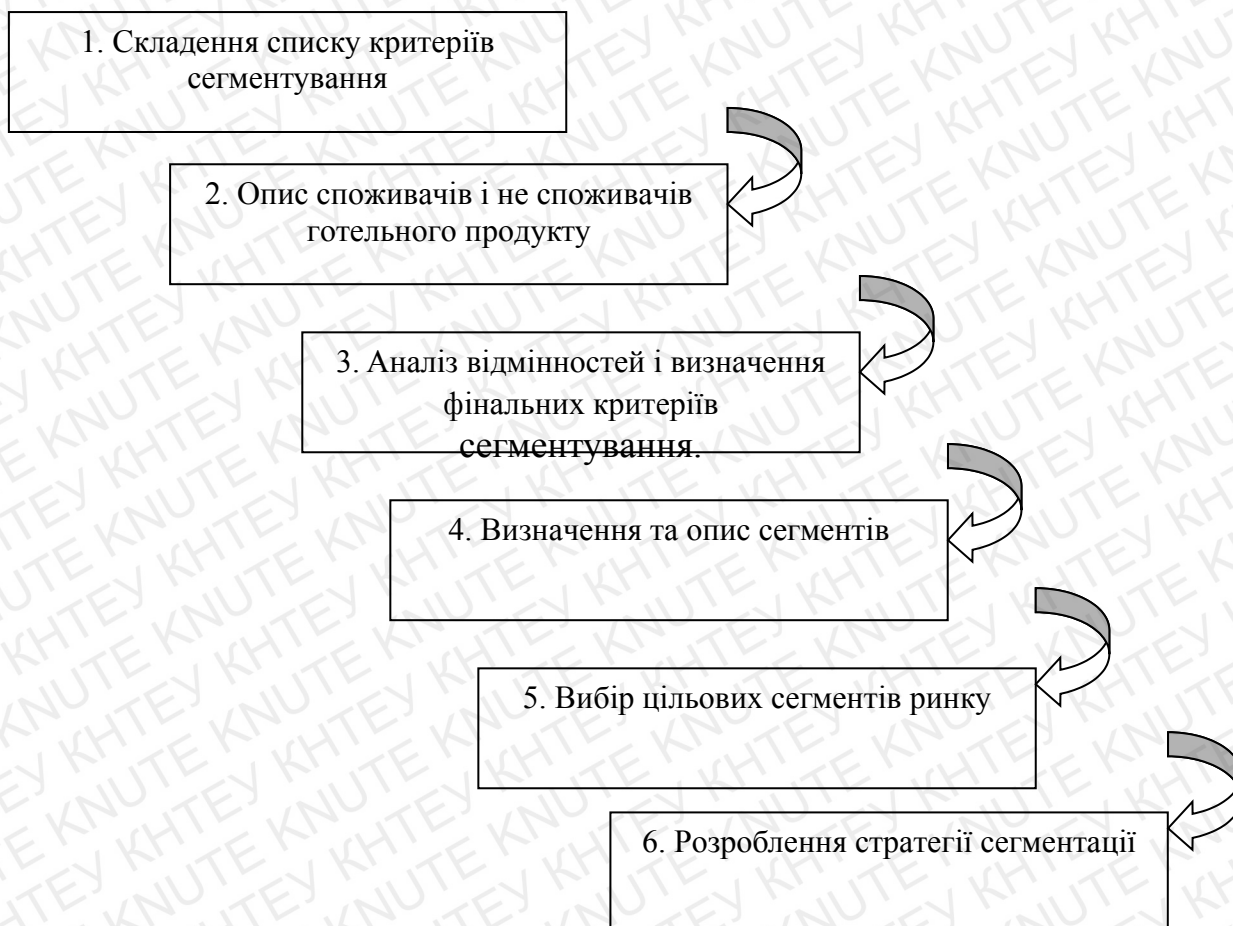 1. Складення списку критеріїв
сегментування
2. Опис споживачів і не споживачів
готельного продукту
3. Аналіз відмінностей і визначення
фінальних критеріїв
сегментування.
4. Визначення та опис сегментів
5. Вибір цільових сегментів ринку
6. Розроблення стратегії сегментації